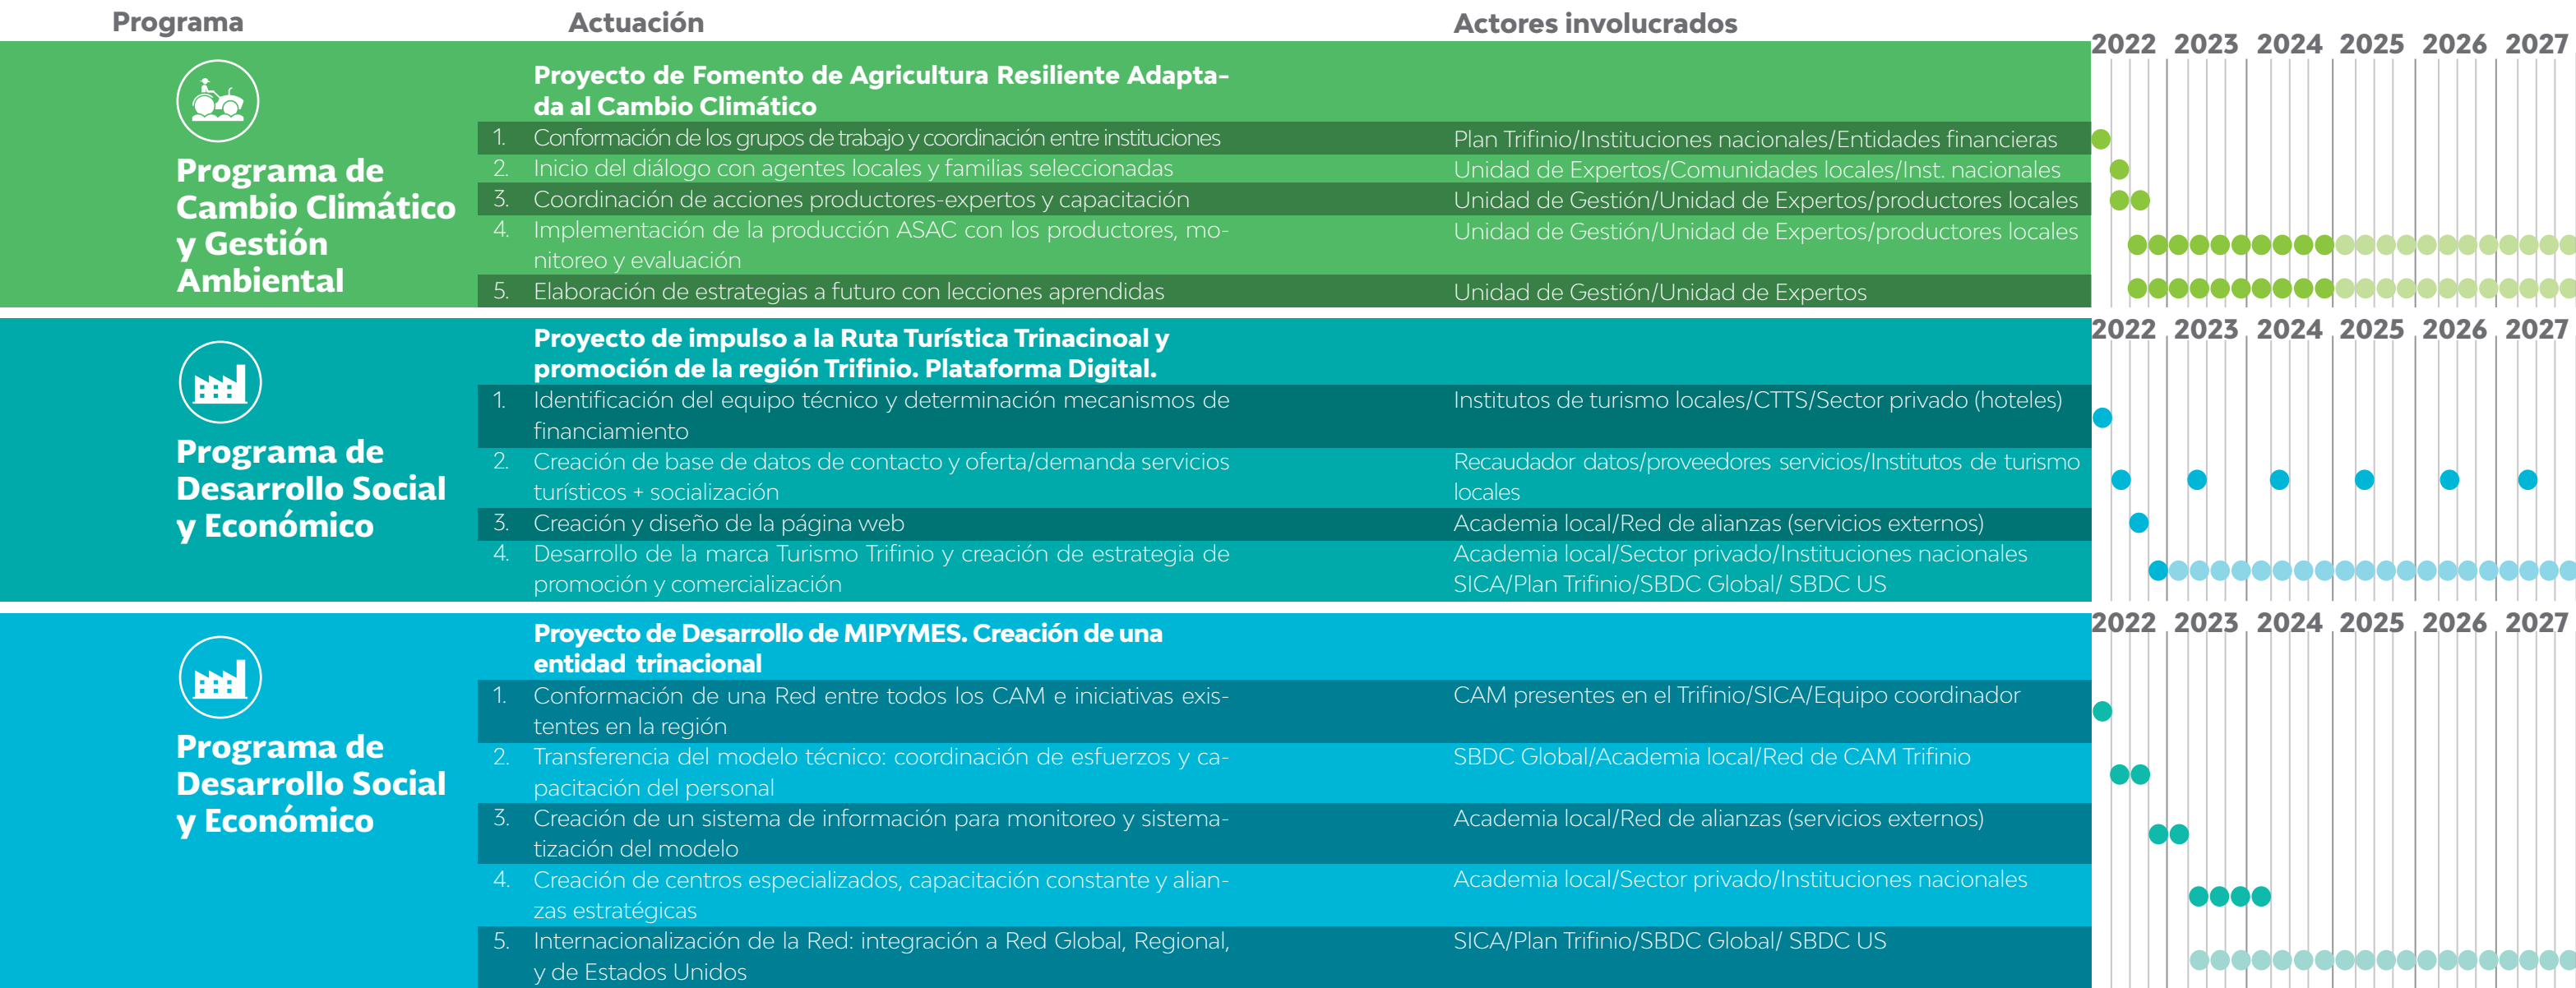 Programa Actuación Actores involucrados
2022 2023 2024 2025 2026 2027
Programa de
Cambio Climático
y Gestión
Ambiental
Proyecto de Fomento de Agricultura Resiliente Adapta-
da al Cambio Climático
1. Conformación de los grupos de trabajo y coordinación entre instituciones Plan Trifinio/Instituciones nacionales/Entidades financieras
2. Inicio del diálogo con agentes locales y familias seleccionadas Unidad de Expertos/Comunidades locales/Inst. nacionales
3. Coordinación de acciones productores-expertos y capacitación Unidad de Gestión/Unidad de Expertos/productores locales
4. Implementación de la producción ASAC con los productores, mo- Unidad de Gestión/Unidad de Expertos/productores locales
nitoreo y evaluación
5. Elaboración de estrategias a futuro con lecciones aprendidas Unidad de Gestión/Unidad de Expertos
2022 2023 2024 2025 2026 2027
Programa de
Desarrollo Social
y Económico
Proyecto de impulso a la Ruta Turística Trinacinoal y
promoción de la región Trifinio. Plataforma Digital.
1. Identificación del equipo técnico y determinación mecanismos de Institutos de turismo locales/CTTS/Sector privado (hoteles)
financiamiento
2. Creación de base de datos de contacto y oferta/demanda servicios Recaudador datos/proveedores servicios/Institutos de turismo
turísticos + socialización locales
3. Creación y diseño de la página web Academia local/Red de alianzas (servicios externos)
4. Desarrollo de la marca Turismo Trifinio y creación de estrategia de Academia local/Sector privado/Instituciones nacionales
promoción y comercialización SICA/Plan Trifinio/SBDC Global/ SBDC US
2022 2023 2024 2025 2026 2027
Programa de
Desarrollo Social
y Económico
Proyecto de Desarrollo de MIPYMES. Creación de una
entidad trinacional
1. Conformación de una Red entre todos los CAM e iniciativas exis- CAM presentes en el Trifinio/SICA/Equipo coordinador
tentes en la región
2. Transferencia del modelo técnico: coordinación de esfuerzos y ca- SBDC Global/Academia local/Red de CAM Trifinio
pacitación del personal
3. Creación de un sistema de información para monitoreo y sistema- Academia local/Red de alianzas (servicios externos)
tización del modelo
4. Creación de centros especializados, capacitación constante y alian- Academia local/Sector privado/Instituciones nacionales
zas estratégicas
5. Internacionalización de la Red: integración a Red Global, Regional, SICA/Plan Trifinio/SBDC Global/ SBDC US
y de Estados Unidos